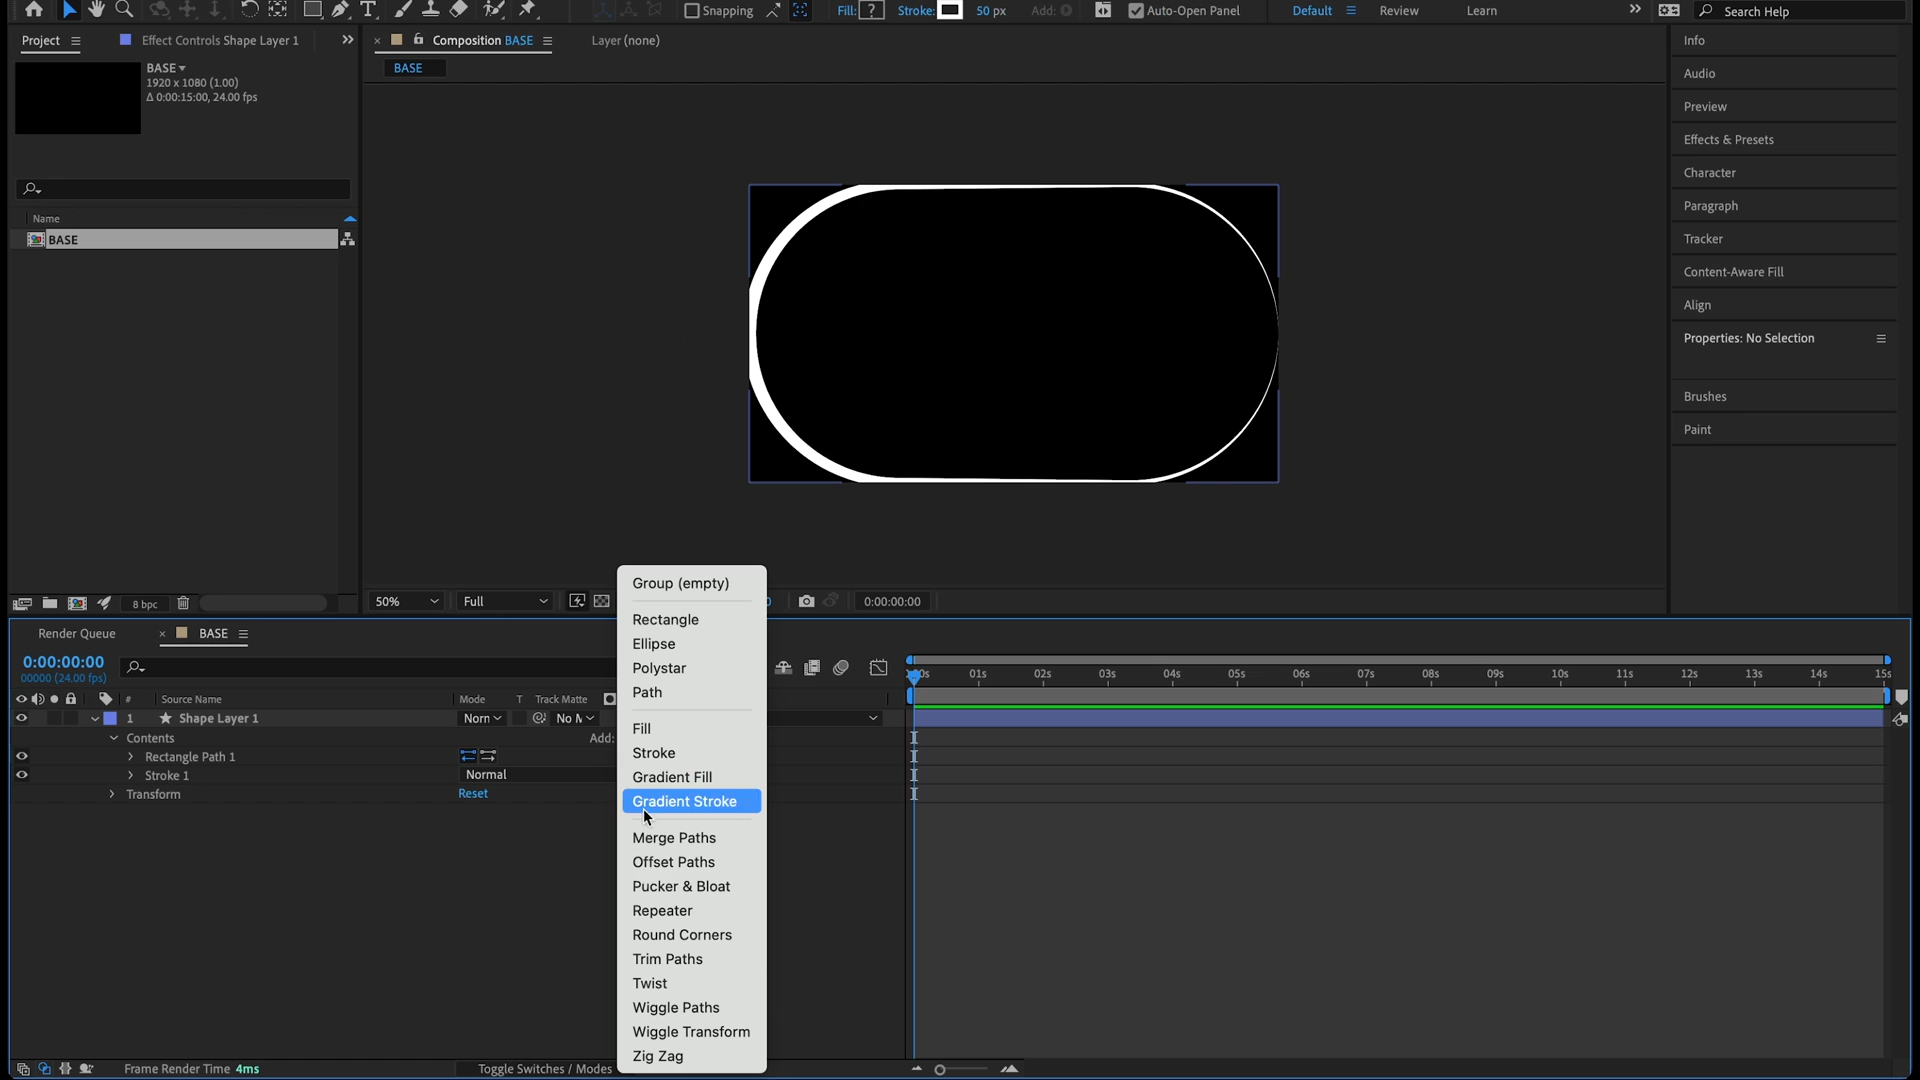 Snapping
Fill: ?
Stroke:
50 px
Add:
Auto-Open Panel
Default
Review
Learn
Search Help
Project
Effect Controls Shape Layer 1
Composition BASE
Layer (none)
BASE
1920 x 1080 (1.00)
Δ 0:00:15:00, 24.00 fps
BASE
Name
BASE
8 bpc
50%
Full
0:00:00:00
Info
Audio
Preview
Effects & Presets
Character
Paragraph
Tracker
Content-Aware Fill
Align
Properties: No Selection
Brushes
Paint
Render Queue
BASE
0:00:00:00
00000 (24.00 fps)
# Source Name
Mode
T
Track Matte
1 Shape Layer 1
Contents
Add:
Rectangle Path 1
Stroke 1
Normal
Transform
Reset
Group (empty)
Rectangle
Ellipse
Polystar
Path
Fill
Stroke
Gradient Fill
Gradient Stroke
Merge Paths
Offset Paths
Pucker & Bloat
Repeater
Round Corners
Trim Paths
Twist
Wiggle Paths
Wiggle Transform
Zig Zag
01s 02s 03s 04s 05s 06s 07s 08s 09s 10s 11s 12s 13s 14s 15s
Frame Render Time 4ms
Toggle Switches / Modes